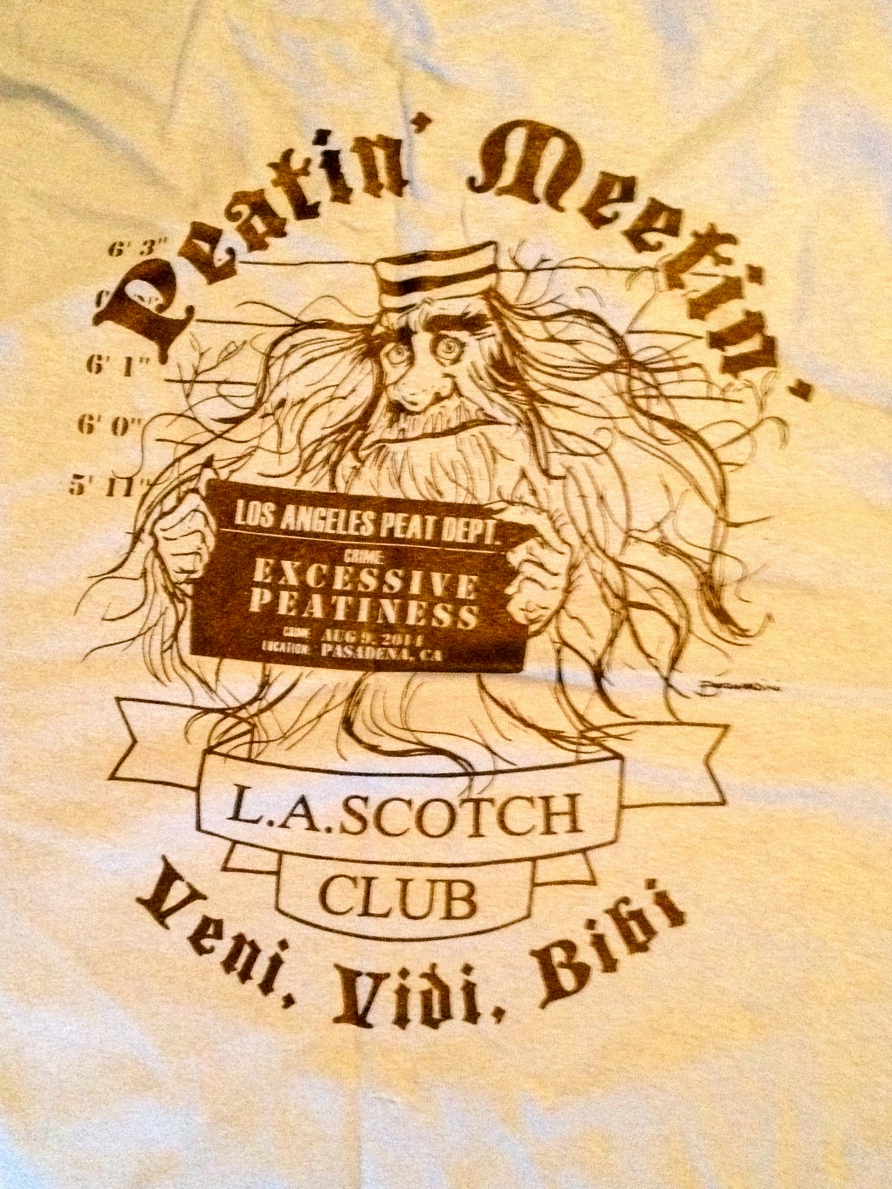 Peatin' Meetin'
6' 3"
6' 1"
6' 0"
5' 11"
LOS ANGELES PEAT DEPT.
CRIME:
EXCESSIVE
PEATINESS
CRIME AUG 9, 2014
LOCATION: PASADENA, CA
L.A.SCOTCH
CLUB
Veni, Vidi, Bibi